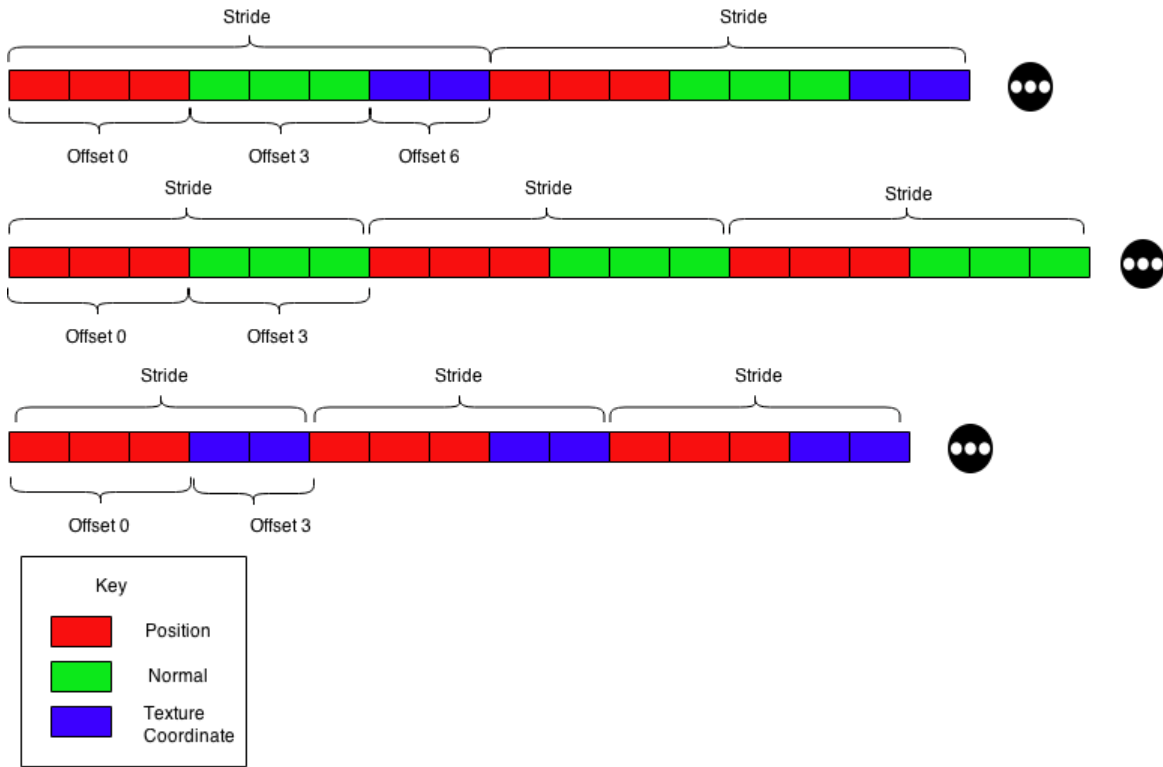 Stride
Stride
Offset 0
Offset 3
Offset 6
Stride
Stride
Stride
Offset 0
Offset 3
Stride
Stride
Stride
Offset 0
Offset 3
Key
Position
Normal
Texture
Coordinate